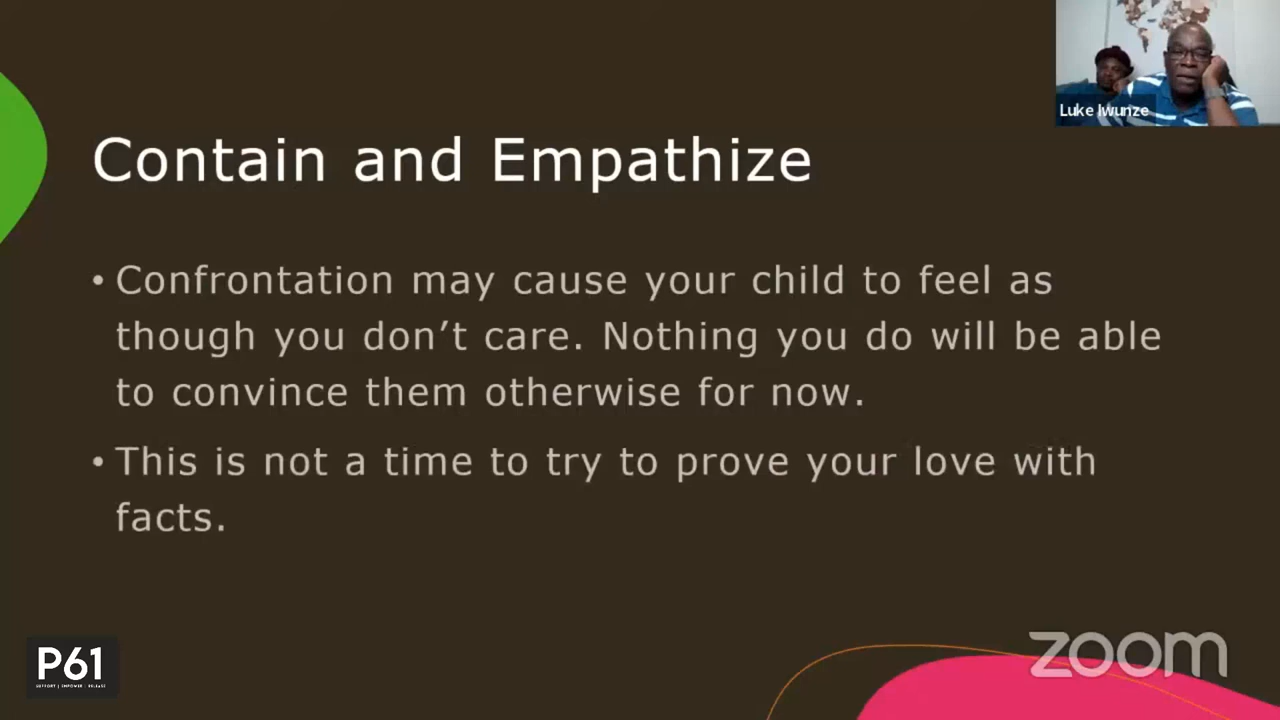 Luke Iwunze
Contain and Empathize
• Confrontation may cause your child to feel as
though you don’t care. Nothing you do will be able
to convince them otherwise for now.
• This is not a time to try to prove your love with
facts.
P61
SUPPORT | EMPOWER | RELEASE
zoom